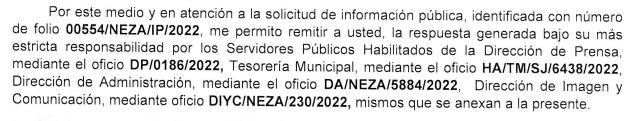 Por este medio y en atención a la solicitud de información pública, identificada con número
de folio 00554/NEZA/IP/2022, me permito remitir a usted, la respuesta generada bajo su más
estricta responsabilidad por los Servidores Públicos Habilitados de la Dirección de Prensa,
mediante el oficio DP/0186/2022, Tesorería Municipal, mediante el oficio HA/TM/SJ/6438/2022,
Dirección de Administración, mediante el oficio DA/NEZA/5884/2022, Dirección de Imagen y
Comunicación, mediante oficio DIYC/NEZA/230/2022, mismos que se anexan a la presente.